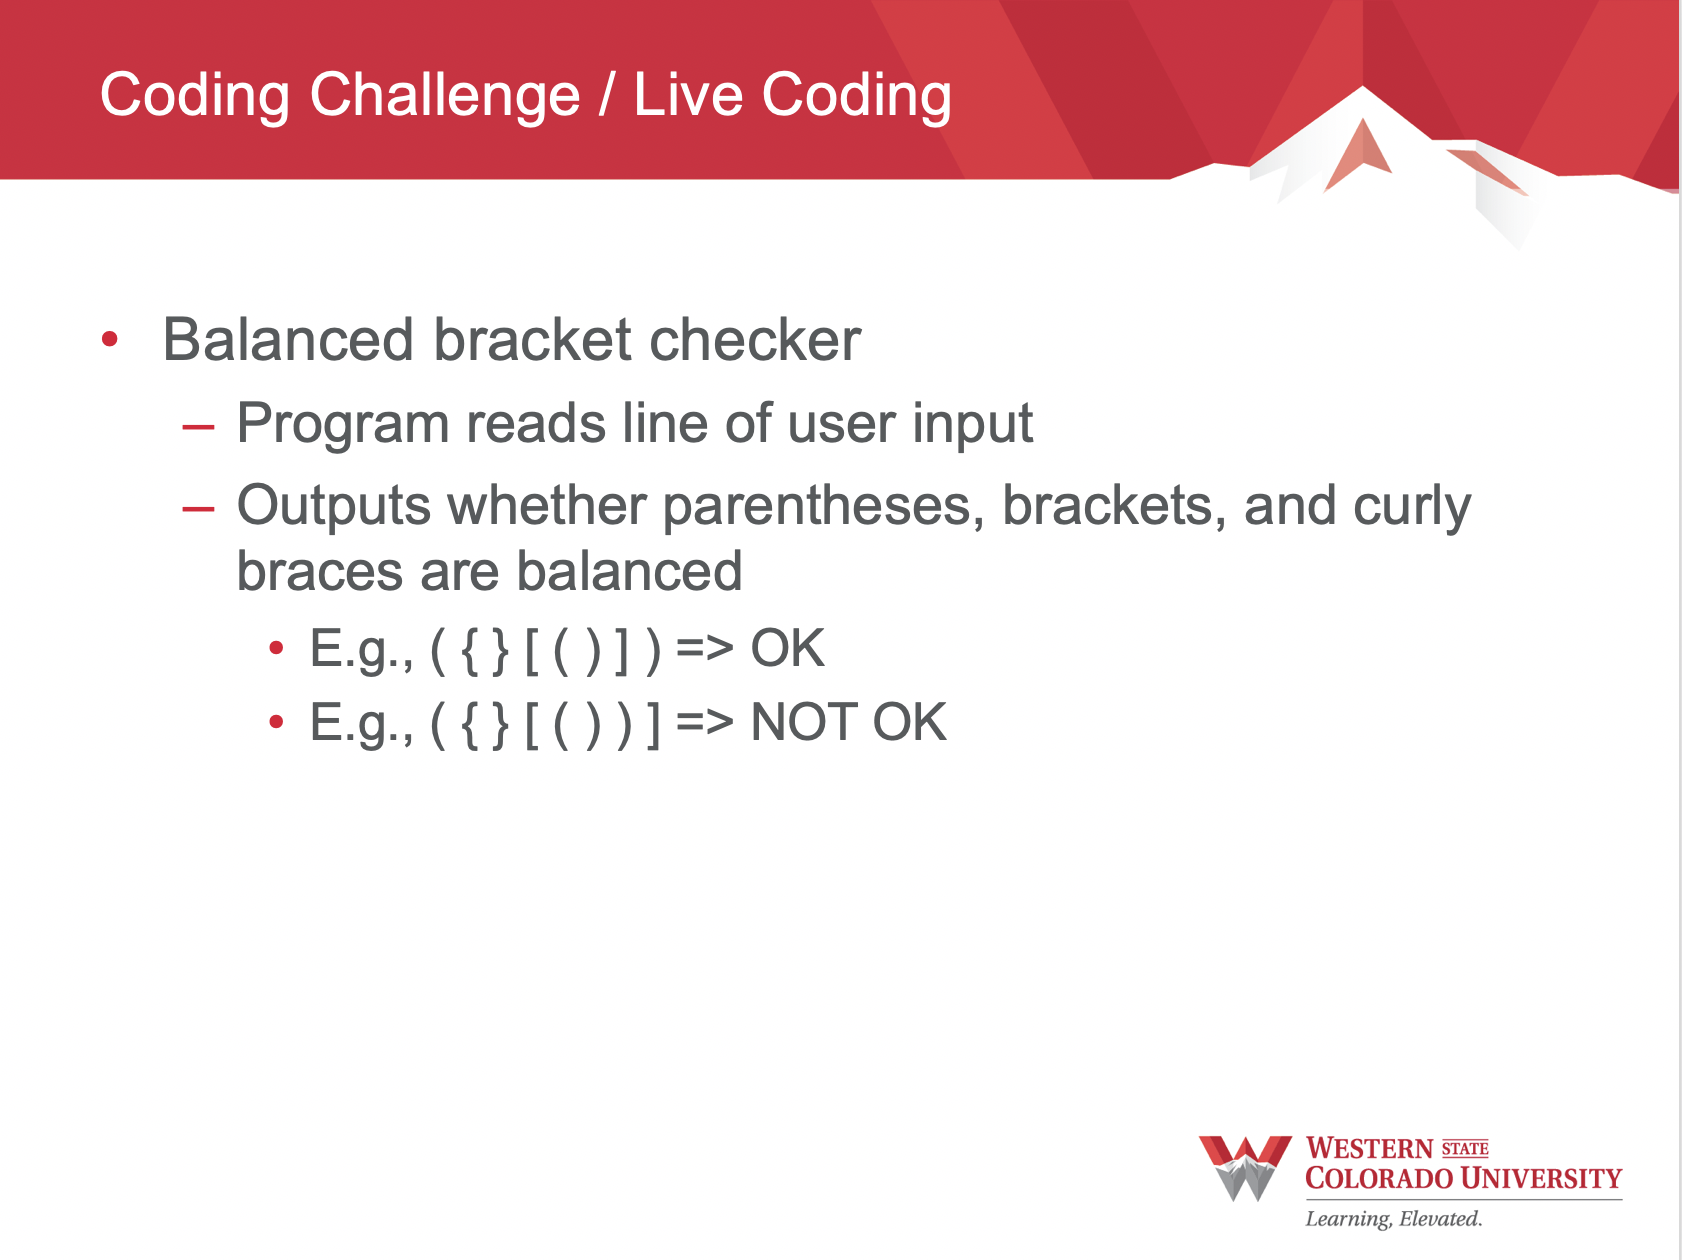 Coding Challenge / Live Coding
• Balanced bracket checker
– Program reads line of user input
– Outputs whether parentheses, brackets, and curly
braces are balanced
• E.g., ( { } [ ( ) ] ) => OK
• E.g., ( { } [ ( ) ) ] => NOT OK
WESTERN STATE
COLORADO UNIVERSITY
Learning, Elevated.